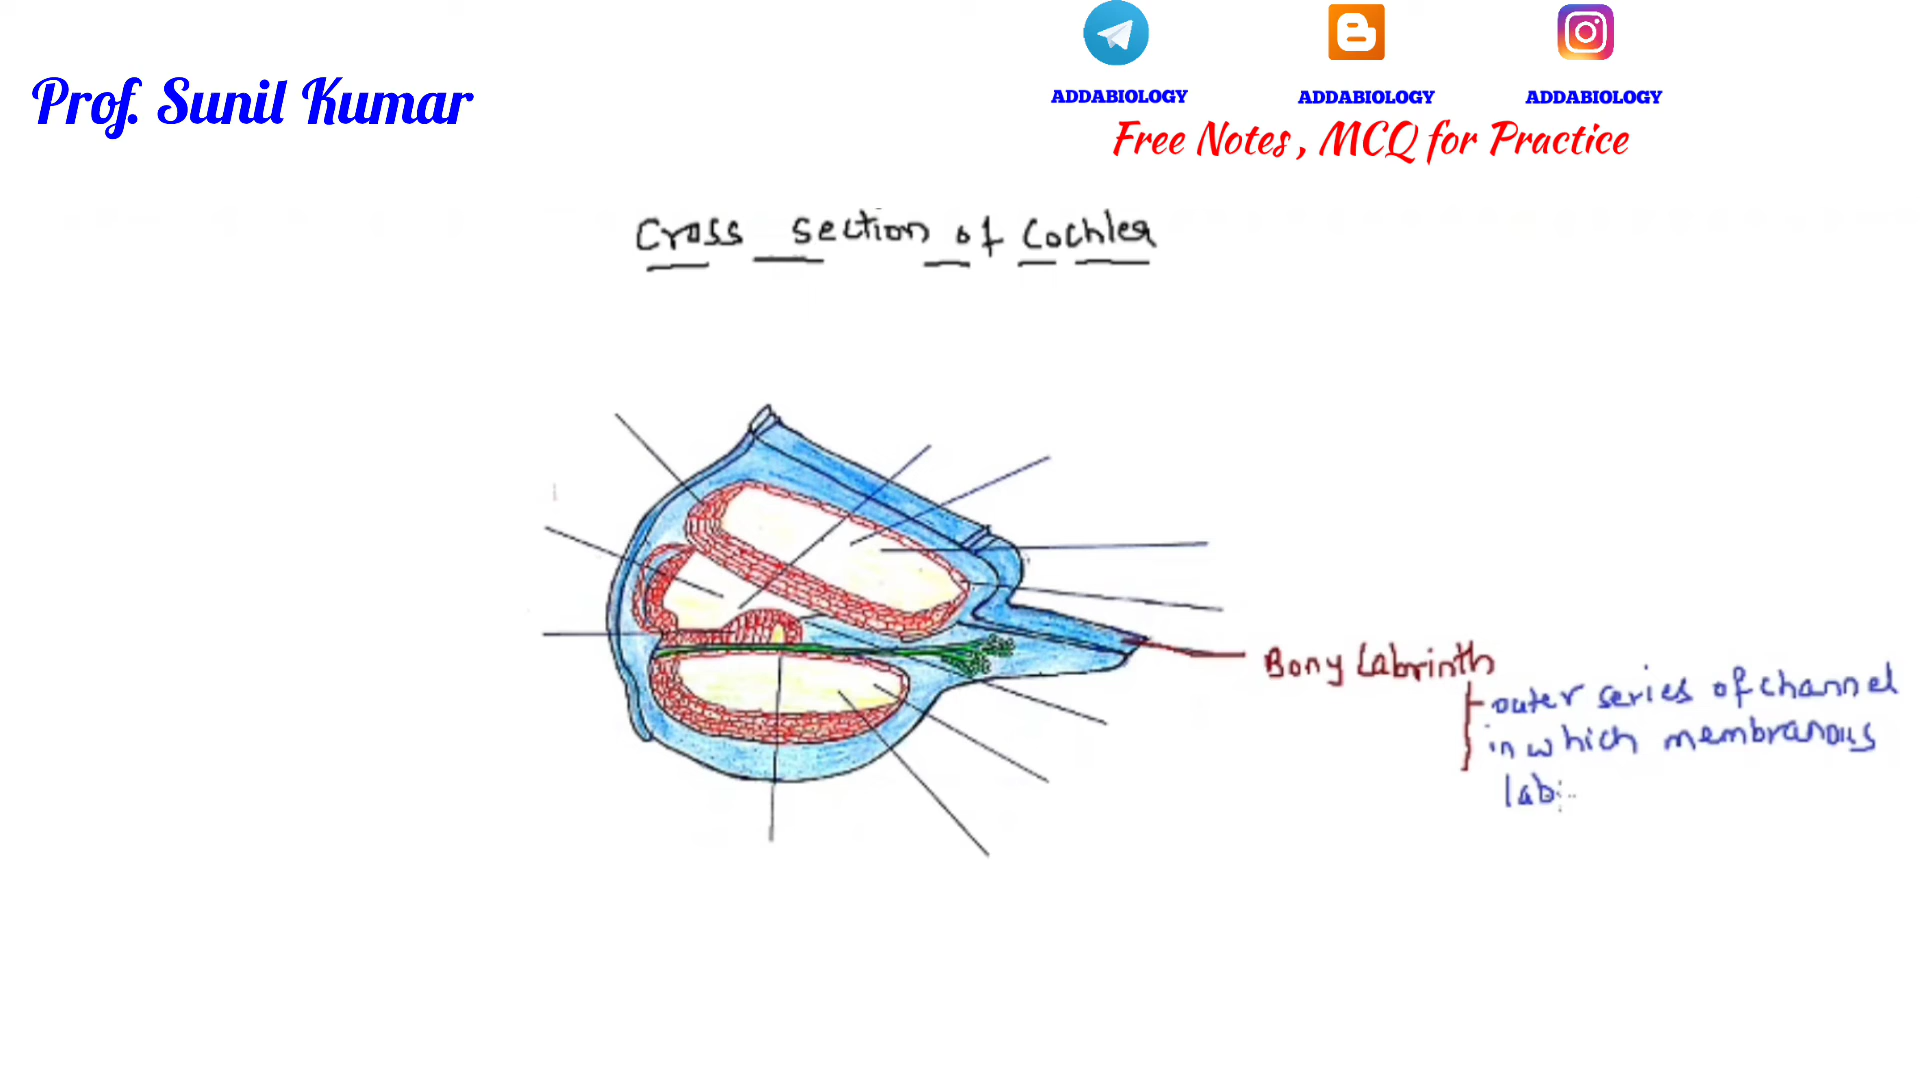 Prof. Sunil Kumar
ADDABIOLOGY ADDABIOLOGY ADDABIOLOGY
Free Notes , MCQ for Practice
Cross section of Cochlea
Bony Labrinth
outer series of channel
in which membranous
lab